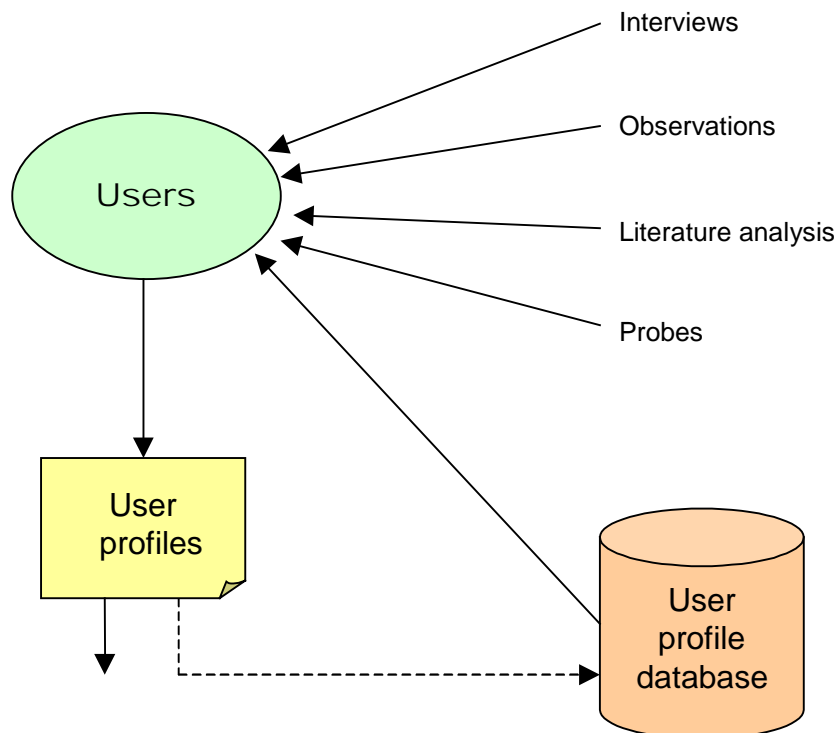 Interviews
Observations
Users
Literature analysis
Probes
User
profiles
User
profile
database